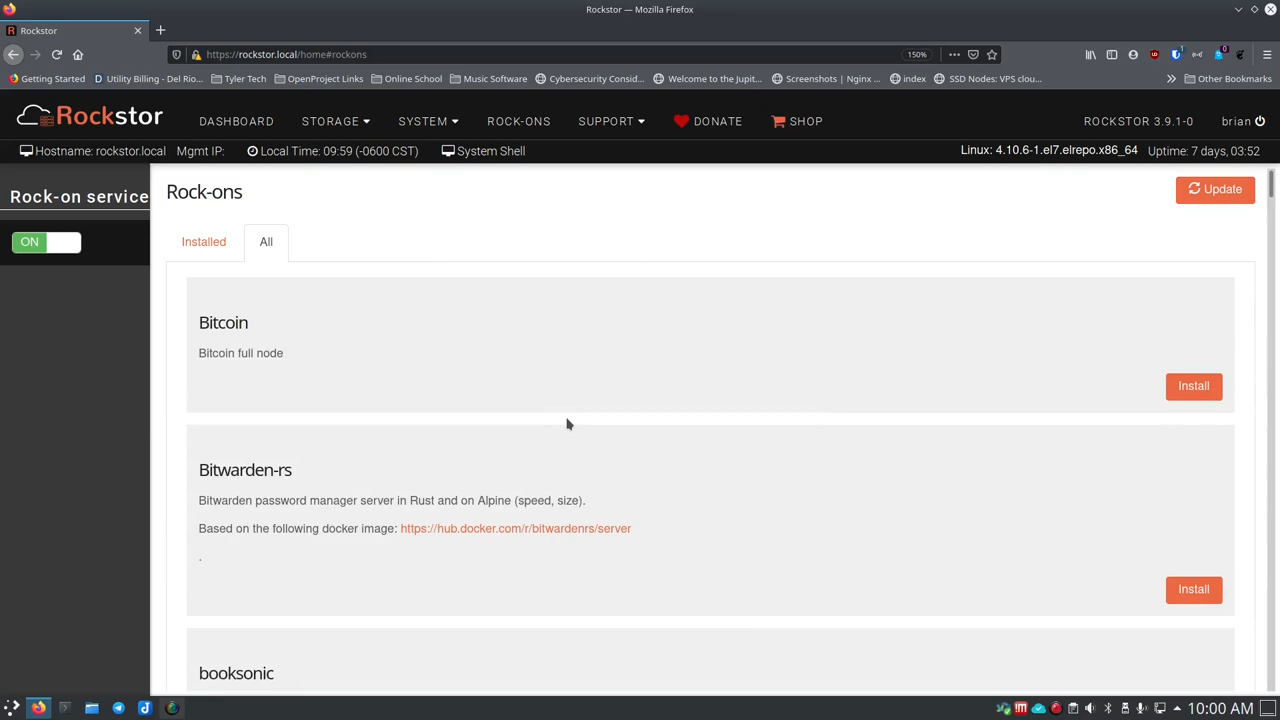 Rockstor — Mozilla Firefox
Rockstor
https://rockstor.local/home#rockons
150%
Getting Started
Utility Billing - Del Rio...
Tyler Tech
OpenProject Links
Online School
Music Software
Cybersecurity Consid...
Welcome to the Jupit...
Screenshots | Nginx ...
index
SSD Nodes: VPS clou...
Other Bookmarks
Rockstor
DASHBOARD
STORAGE
SYSTEM
ROCK-ONS
SUPPORT
DONATE
SHOP
ROCKSTOR 3.9.1-0
brian
Hostname: rockstor.local
Mgmt IP:
Local Time: 09:59 (-0600 CST)
System Shell
Linux: 4.10.6-1.el7.elrepo.x86_64
Uptime: 7 days, 03:52
Rock-on service
ON
Rock-ons
Update
Installed
All
Bitcoin
Bitcoin full node
Install
Bitwarden-rs
Bitwarden password manager server in Rust and on Alpine (speed, size).
Based on the following docker image: https://hub.docker.com/r/bitwardenrs/server
.
Install
booksonic
10:00 AM